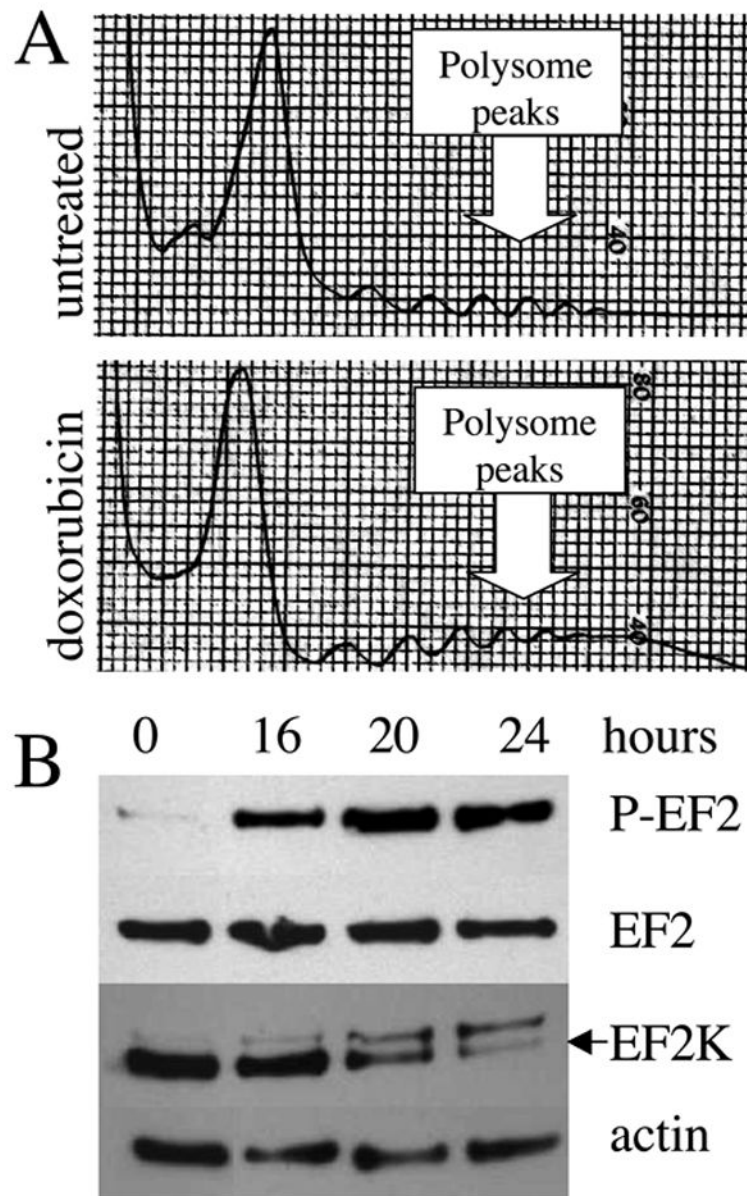 A
untreated
Polysome
peaks
40
doxorubicin
Polysome
peaks
80
60
40
B
0 16 20 24 hours
P-EF2
EF2
EF2K
actin